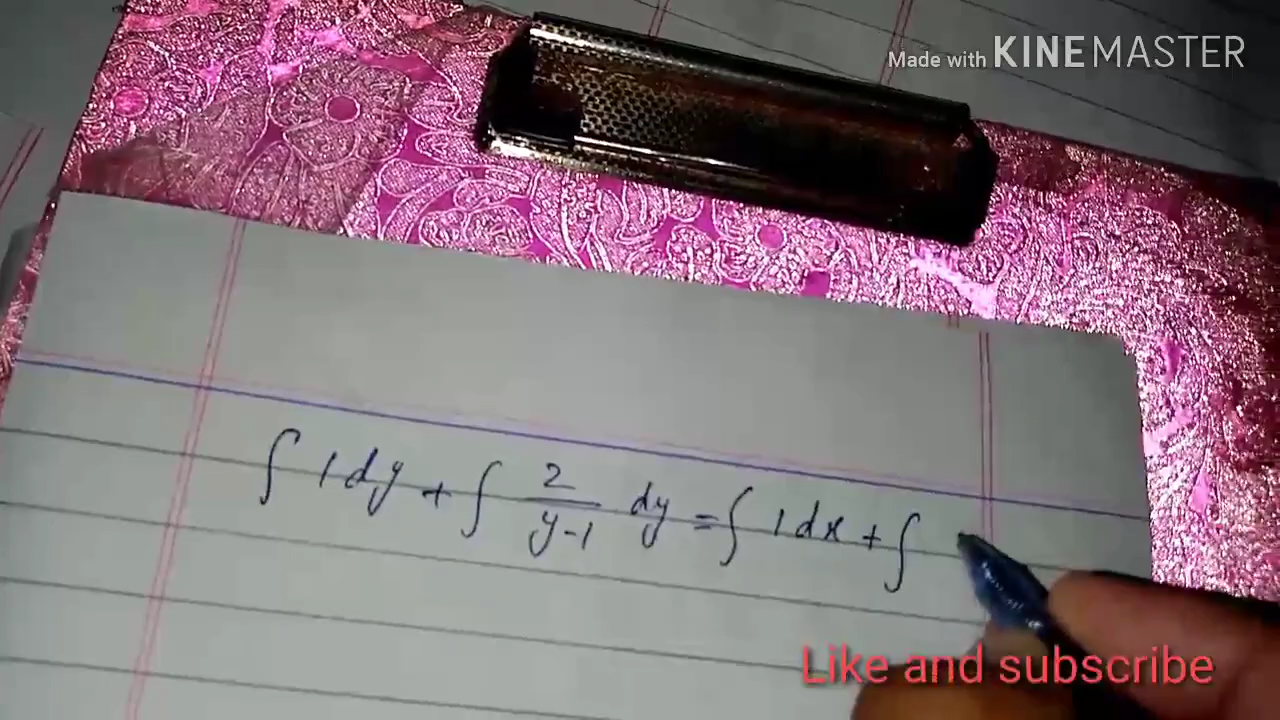 Made with KINEMASTER
∫ 1 dy + ∫ 2/(y-1) dy = ∫ 1 dx + ∫
Like and subscribe